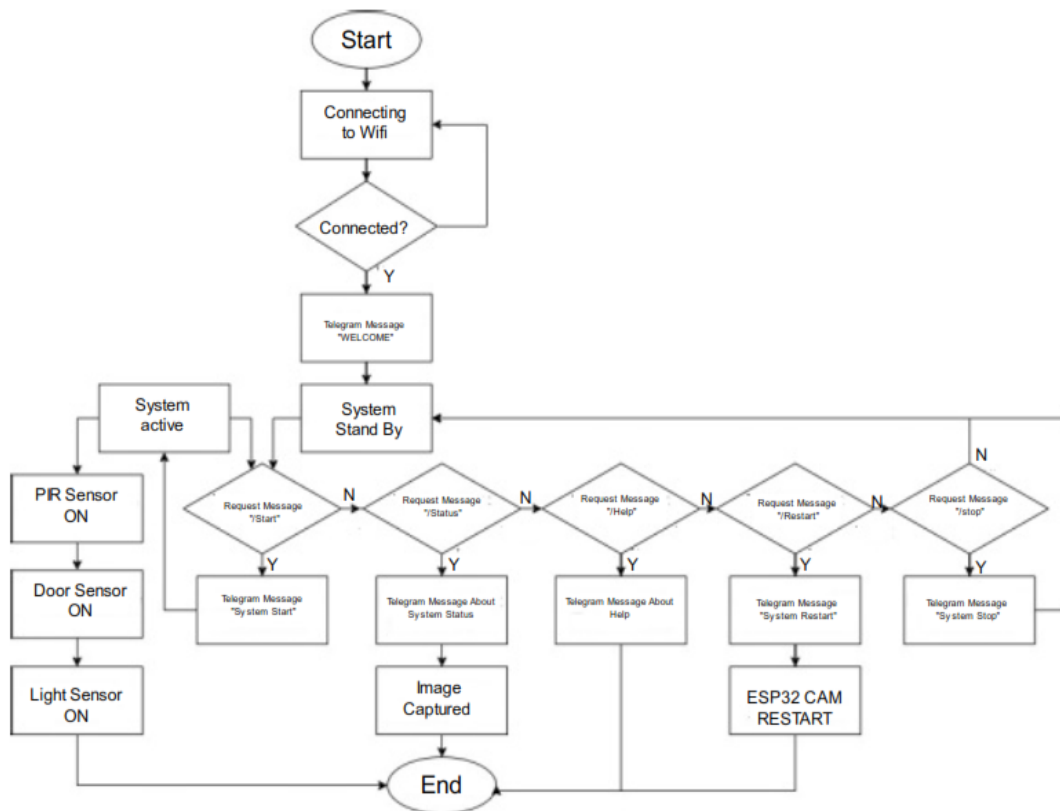 Start
Connecting
to Wifi
Connected?
Y
Telegram Message
"WELCOME"
System
active
System
Stand By
N
PIR Sensor
ON
Request Message
"/Start"
N
Request Message
"/Status"
N
Request Message
"/Help"
N
Request Message
"/Restart"
N
Request Message
"/stop"
Y
Y
Y
Y
Y
Door Sensor
ON
Telegram Message
"System Start"
Telegram Message About
System Status
Telegram Message About
Help
Telegram Message
"System Restart"
Telegram Message
"System Stop"
Light Sensor
ON
Image
Captured
ESP32 CAM
RESTART
End